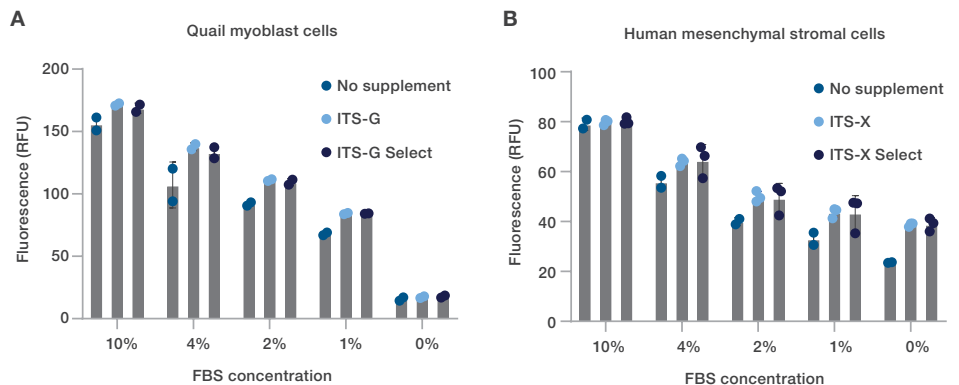 A
Quail myoblast cells
Fluorescence (RFU)
200
150
100
50
0
No supplement
ITS-G
ITS-G Select
10%
4%
2%
1%
0%
FBS concentration
B
Human mesenchymal stromal cells
Fluorescence (RFU)
100
80
60
40
20
0
No supplement
ITS-X
ITS-X Select
10%
4%
2%
1%
0%
FBS concentration